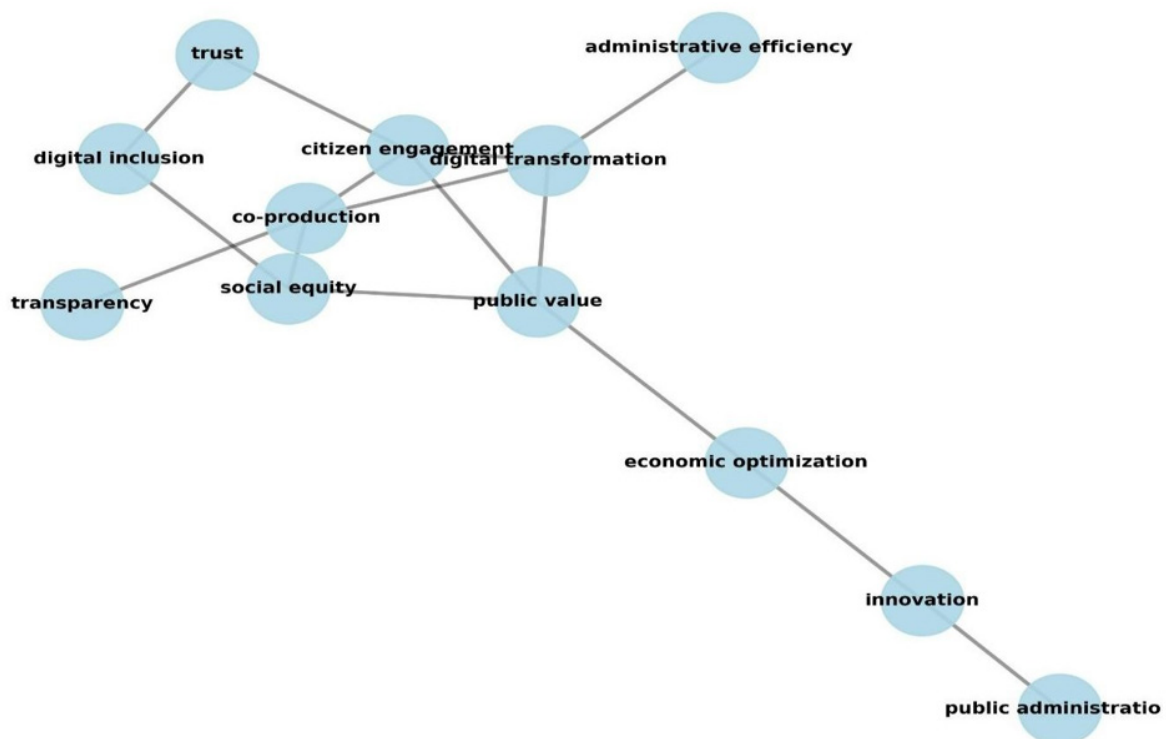 trust
administrative efficiency
citizen engagement
digital transformation
digital inclusion
co-production
social equity
transparency
public value
economic optimization
innovation
public administratio